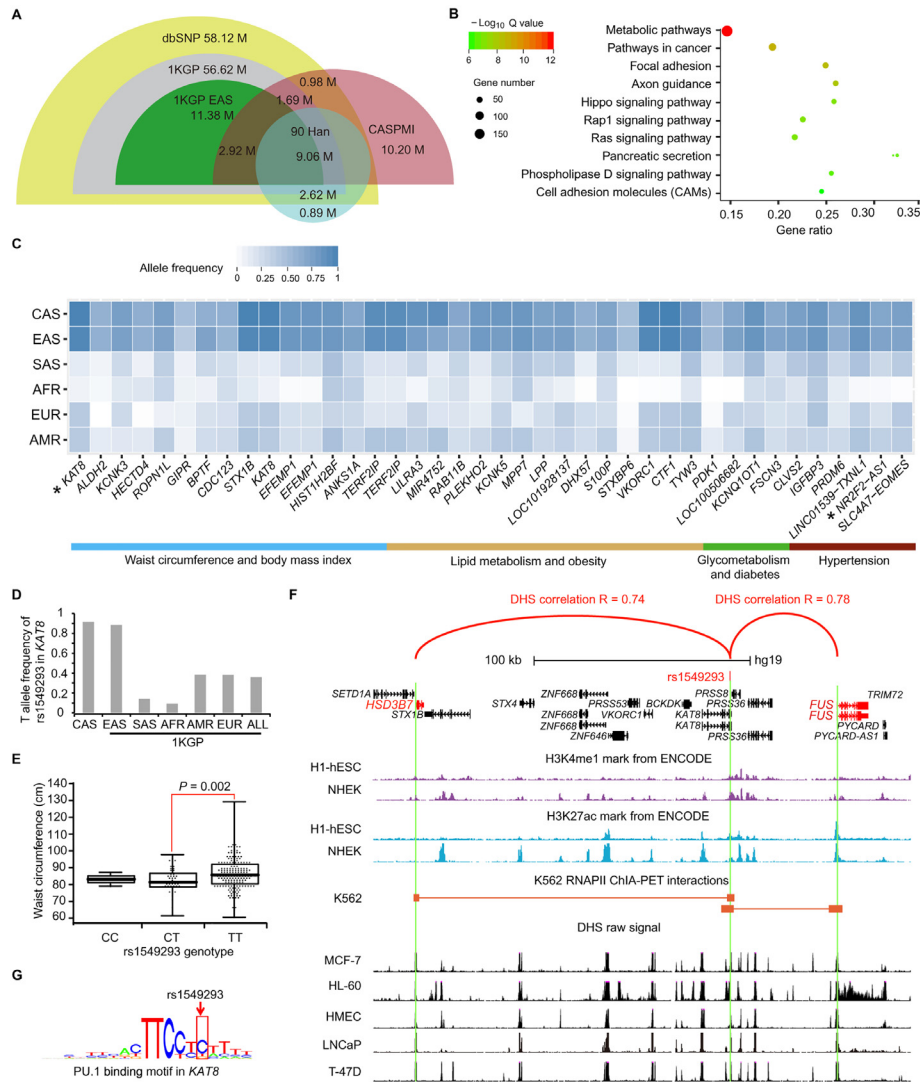 A
dbSNP 58.12 M
1KGP 56.62 M
0.98 M
1KGP EAS
11.38 M
1.69 M
90 Han
CASPMI
2.92 M
9.06 M
10.20 M
2.62 M
0.89 M
B
−Log10 Q value
6 8 10 12
Gene number
50
100
150
Metabolic pathways
Pathways in cancer
Focal adhesion
Axon guidance
Hippo signaling pathway
Rap1 signaling pathway
Ras signaling pathway
Pancreatic secretion
Phospholipase D signaling pathway
Cell adhesion molecules (CAMs)
0.15 0.20 0.25 0.30 0.35
Gene ratio
C
Allele frequency
0 0.25 0.50 0.75 1
CAS
EAS
SAS
AFR
EUR
AMR
* KAT8
ALDH2
KCNK3
HECTD4
ROPN1L
GIPR
BPTF
CDC123
STX1B
KAT8
EFEMP1
EFEMP1
HIST1H2BF
ANKS1A
TERF2IP
TERF2IP
LILRA3
MIR4752
RAB11B
PLEKHO2
KCNK5
MPP7
LPP
LOC101928137
DHX57
S100P
STXBP6
VKORC1
CTF1
TYW3
PDK1
LOC100506682
KCNQ1OT1
FSCN3
CLVS2
IGFBP3
PRDM6
LINC01539−TXNL1
* NR2F2−AS1
SLC4A7−EOMES
Waist circumference and body mass index
Lipid metabolism and obesity
Glycometabolism
and diabetes
Hypertension
D
T allele frequency of
rs1549293 in KAT8
1
0.8
0.6
0.4
0.2
0
CAS EAS SAS AFR AMR EUR ALL
1KGP
E
Waist circumference (cm)
140
130
120
110
100
90
80
70
60
P = 0.002
CC CT TT
rs1549293 genotype
F
DHS correlation R = 0.74
DHS correlation R = 0.78
100 kb
hg19
rs1549293
SETD1A
HSD3B7
STX1B
STX4
ZNF668
PRSS53
BCKDK
PRSS8
PRSS36
ZNF668
VKORC1
KAT8
ZNF668
KAT8
PRSS36
ZNF646
TRIM72
FUS
FUS
PYCARD
PYCARD-AS1
H3K4me1 mark from ENCODE
H1-hESC
NHEK
H3K27ac mark from ENCODE
H1-hESC
NHEK
K562 RNAPII ChIA-PET interactions
K562
DHS raw signal
MCF-7
HL-60
HMEC
LNCaP
T-47D
G
rs1549293
PU.1 binding motif in KAT8